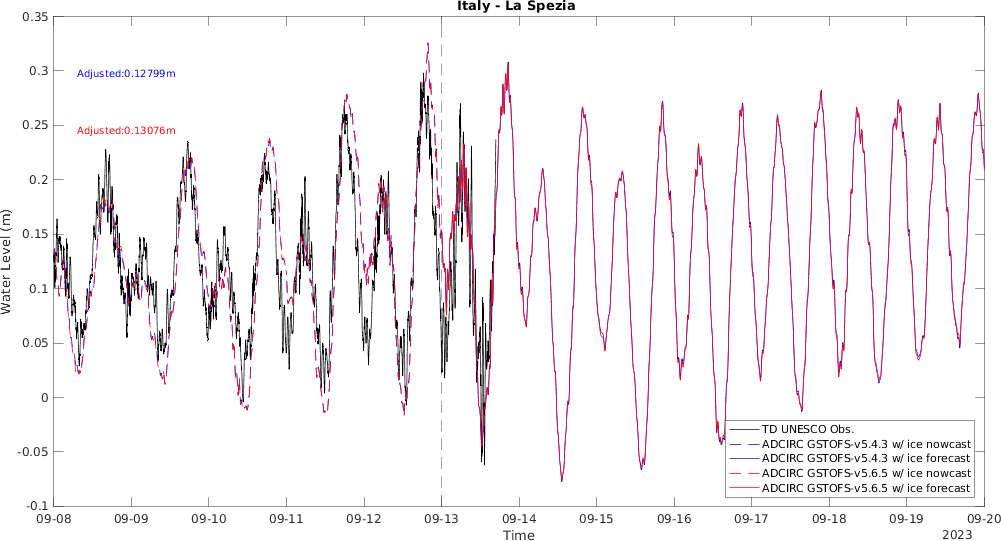 Italy - La Spezia
0.35
0.3
0.25
0.2
0.15
0.1
0.05
0
-0.05
-0.1
Water Level (m)
Adjusted:0.12799m
Adjusted:0.13076m
TD UNESCO Obs.
ADCIRC GSTOFS-v5.4.3 w/ ice nowcast
ADCIRC GSTOFS-v5.4.3 w/ ice forecast
ADCIRC GSTOFS-v5.6.5 w/ ice nowcast
ADCIRC GSTOFS-v5.6.5 w/ ice forecast
09-08 09-09 09-10 09-11 09-12 09-13 09-14 09-15 09-16 09-17 09-18 09-19 09-20
Time
2023